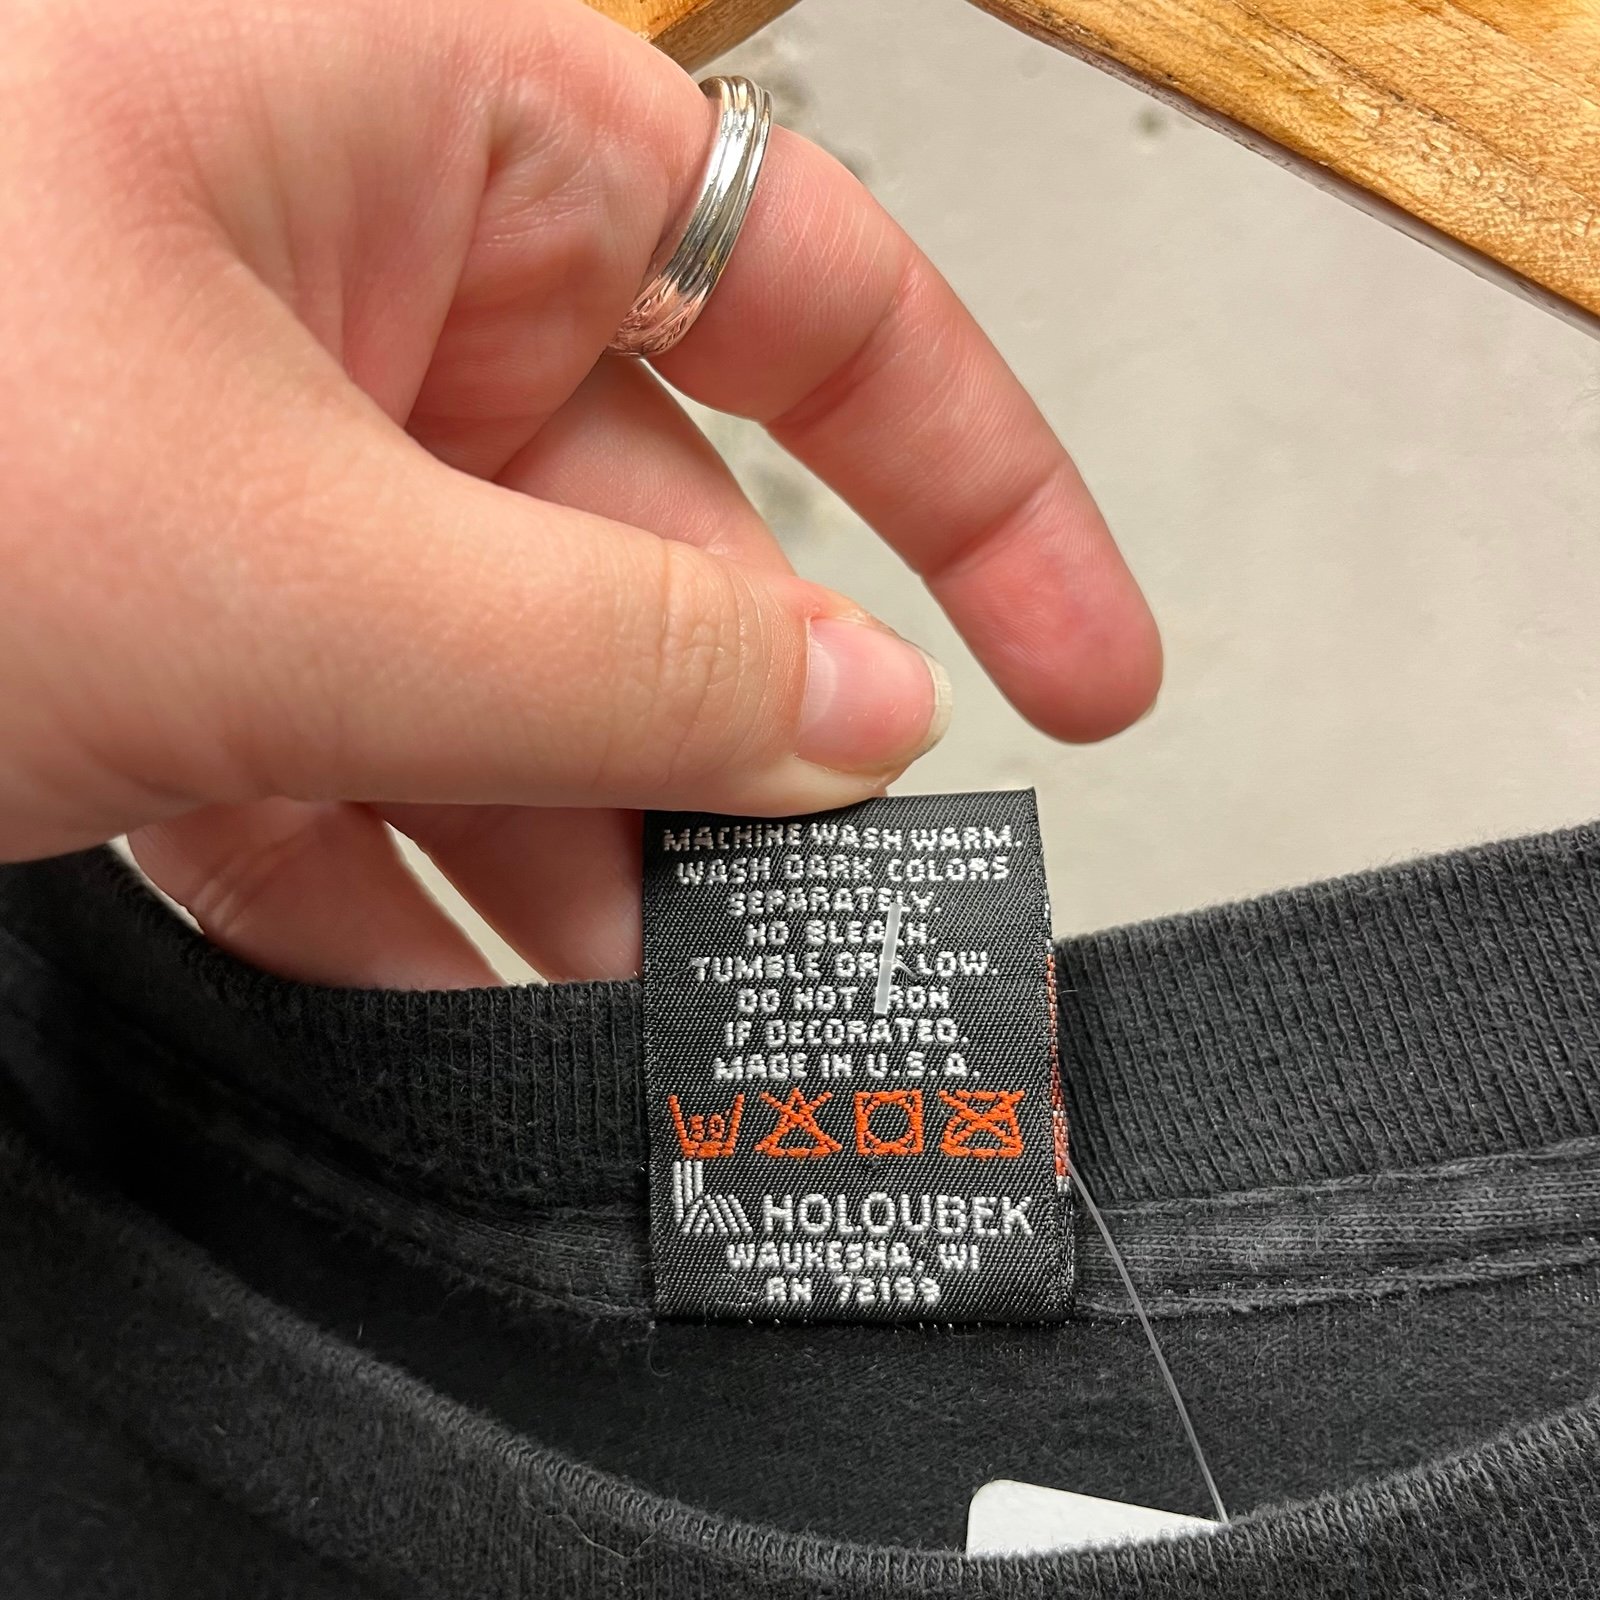 MACHINE WASH WARM.
WASH DARK COLORS
SEPARATELY.
NO BLEACH.
TUMBLE DRY LOW.
DO NOT IRON
IF DECORATED.
MADE IN U.S.A.
HOLOUBEK
WAUKESHA, WI
RN 72199